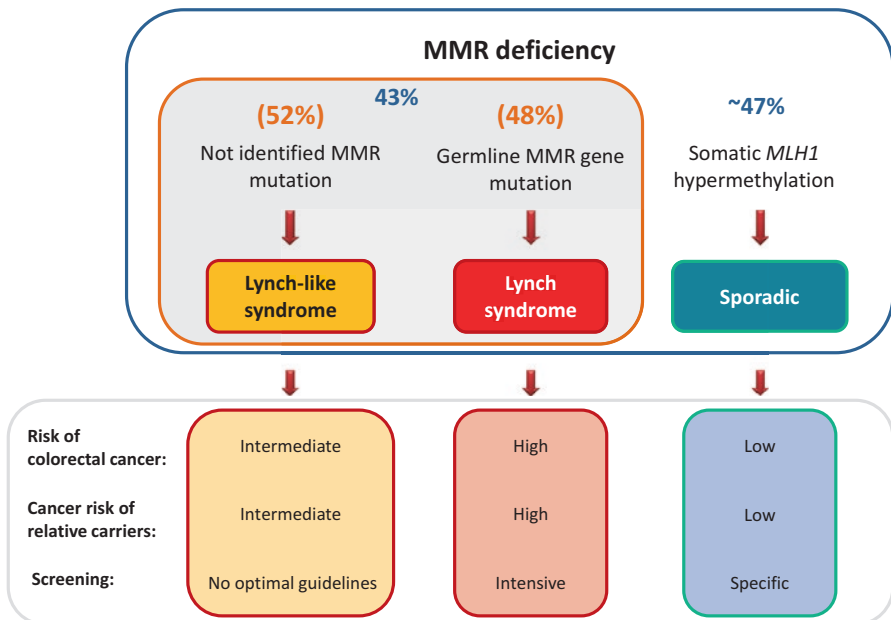 MMR deficiency
43%
(52%)
(48%)
~47%
Not identified MMR
mutation
Germline MMR gene
mutation
Somatic MLH1
hypermethylation
Lynch-like
syndrome
Lynch
syndrome
Sporadic
Risk of
colorectal cancer:
Intermediate
High
Low
Cancer risk of
relative carriers:
Intermediate
High
Low
Screening:
No optimal guidelines
Intensive
Specific